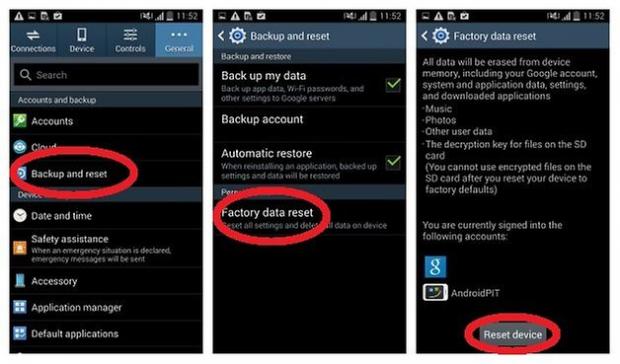 11:52
Connections
Device
Controls
General
Search
Accounts and backup
Accounts
Cloud
Backup and reset
Date and time
Safety assistance
When an emergency situation is declared,
emergency messages will be sent
Accessory
Application manager
Default applications
11:52
Backup and reset
Backup and restore
Back up my data
Back up app data, Wi-Fi passwords, and
other settings to Google servers
Backup account
Automatic restore
When reinstalling an application, backed up
settings and data will be restored
Factory data reset
Reset all settings and delete all data on device
11:52
Factory data reset
All data will be erased from device
memory, including your Google account,
system and application data, settings,
and downloaded applications
-Music
-Photos
-Other user data
-The decryption key for files on the SD
card
(You cannot use encrypted files on the
SD card after you reset your device to
factory defaults)
You are currently signed into the
following accounts:
8
AndroidPIT
Reset device